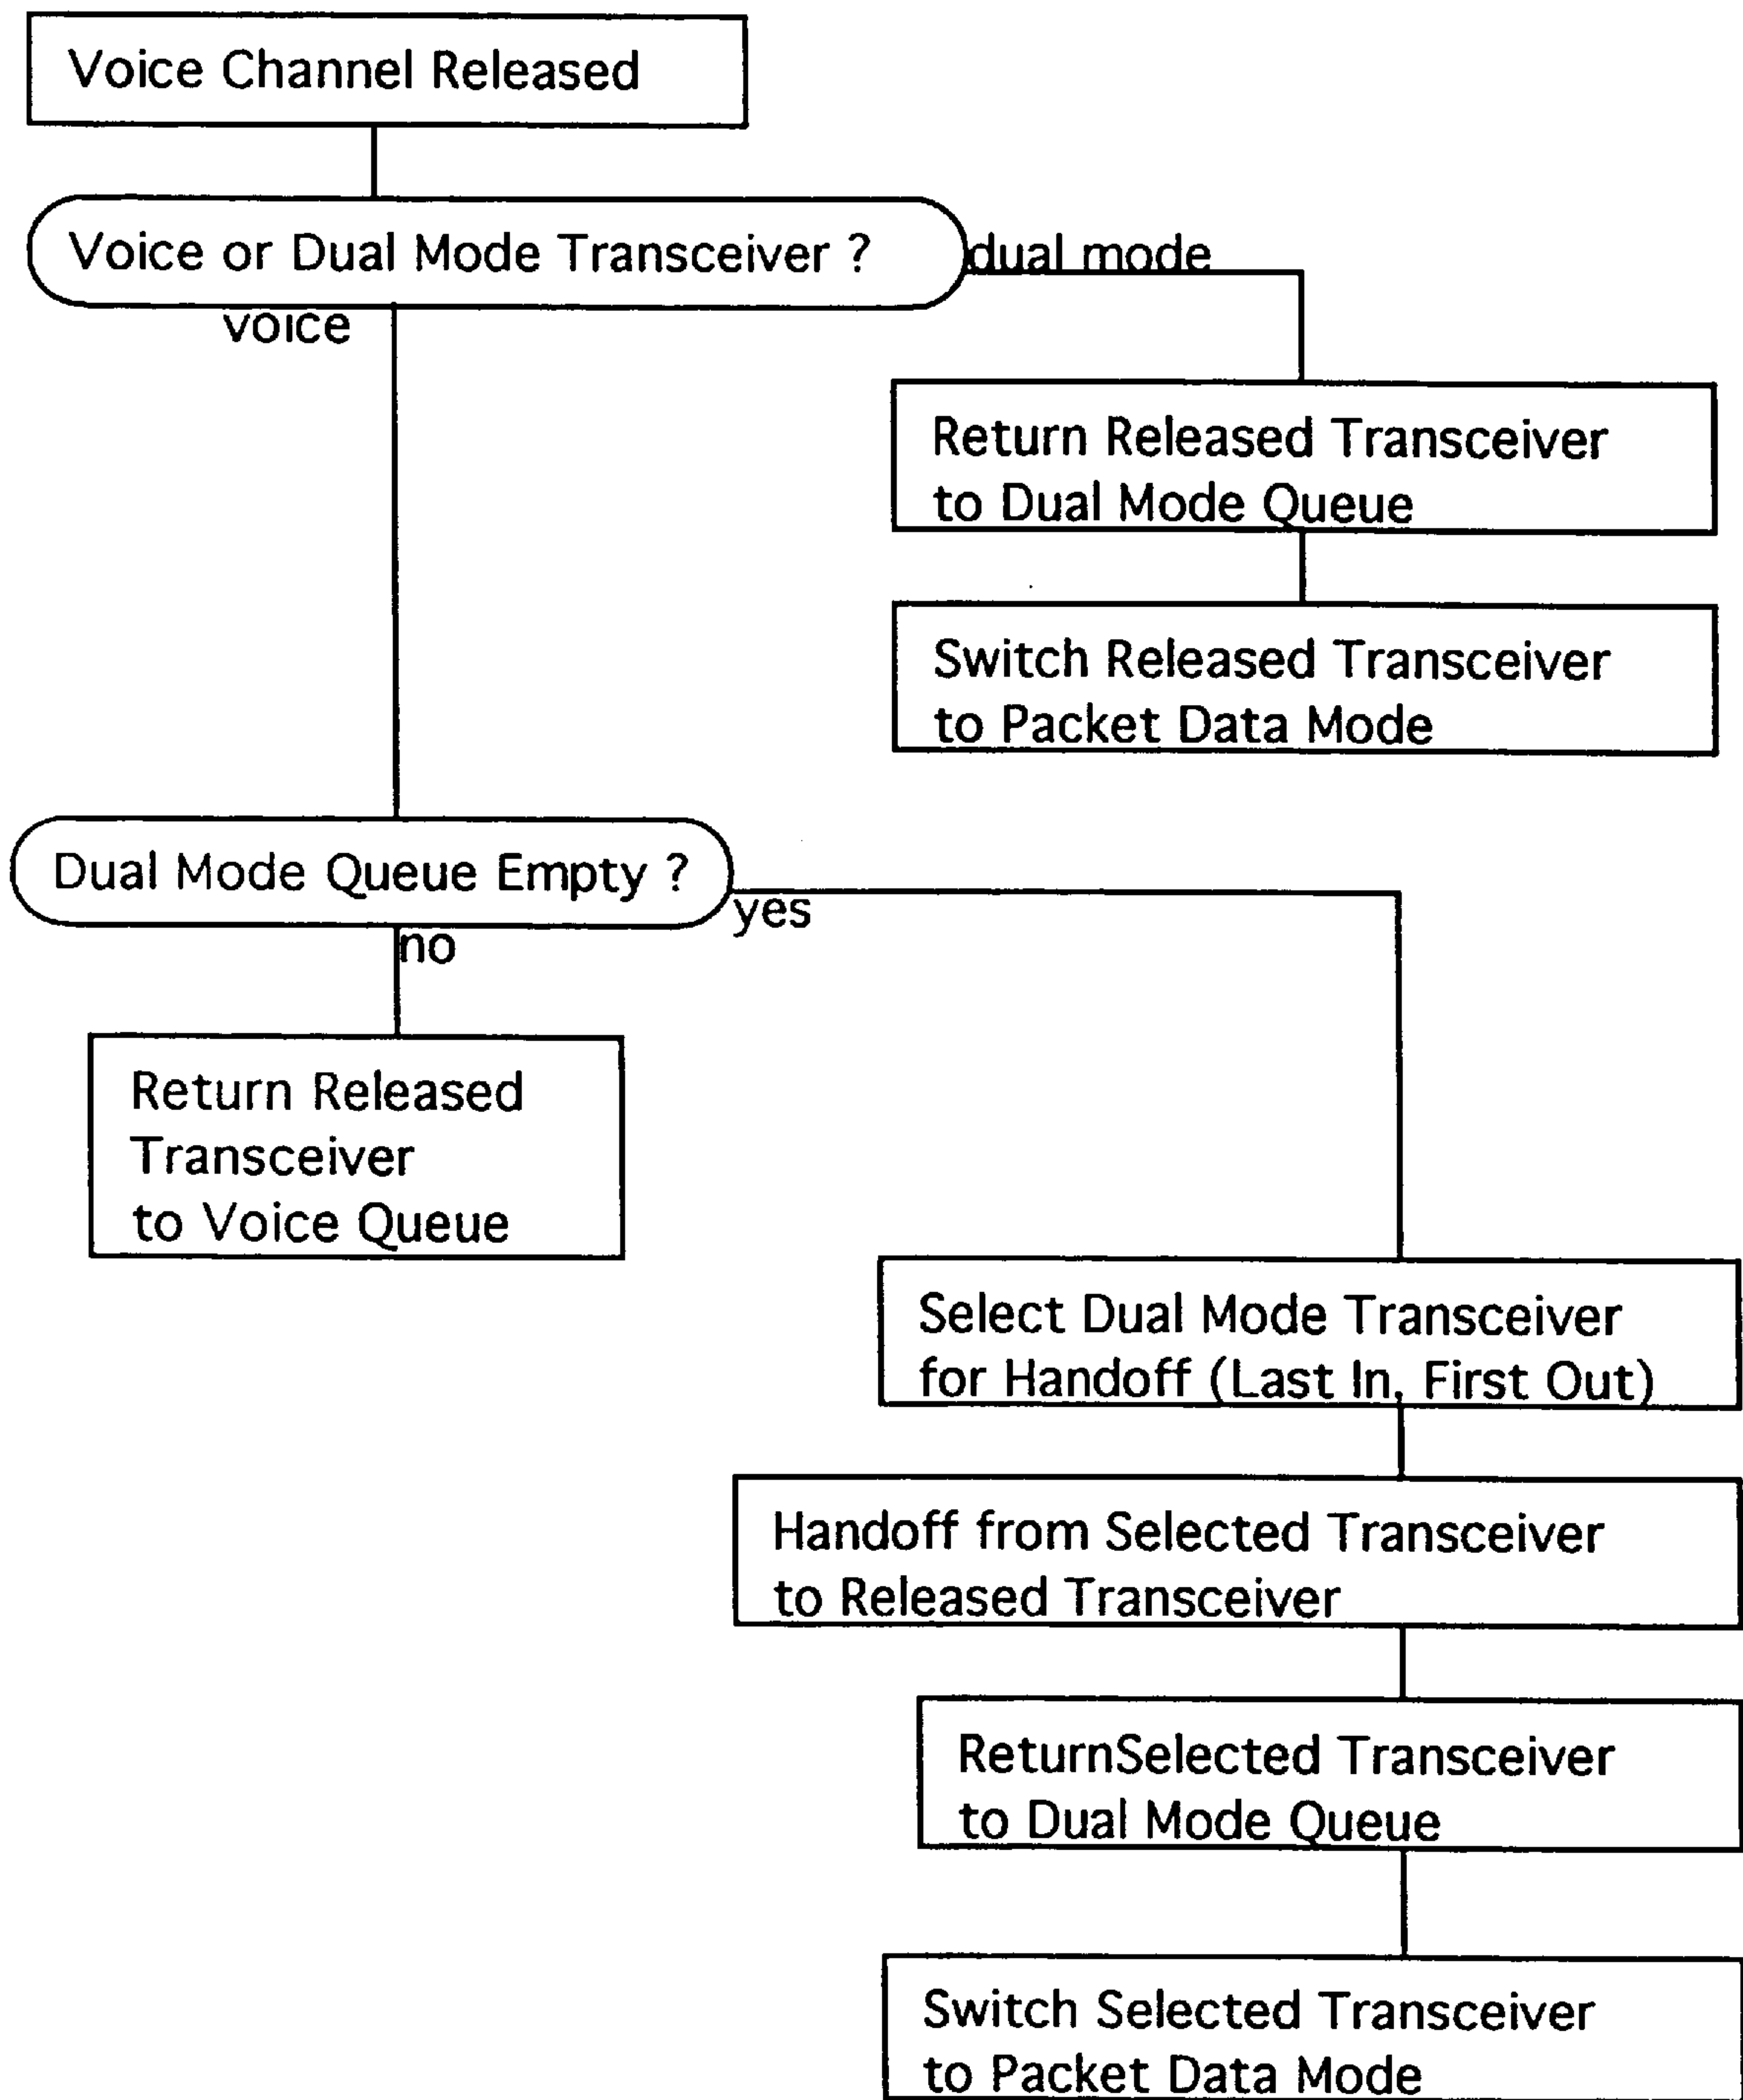 Voice Channel Released
Voice or Dual Mode Transceiver ?
dual mode
voice
Return Released Transceiver
to Dual Mode Queue
Switch Released Transceiver
to Packet Data Mode
Dual Mode Queue Empty ?
yes
no
Return Released
Transceiver
to Voice Queue
Select Dual Mode Transceiver
for Handoff (Last In, First Out)
Handoff from Selected Transceiver
to Released Transceiver
ReturnSelected Transceiver
to Dual Mode Queue
Switch Selected Transceiver
to Packet Data Mode